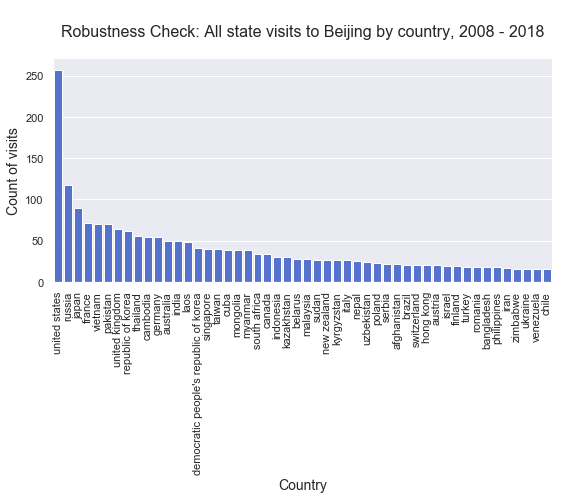 Robustness Check: All state visits to Beijing by country, 2008 - 2018
Count of visits
250
200
150
100
50
0
united states
russia
japan
france
vietnam
pakistan
united kingdom
republic of korea
thailand
cambodia
germany
australia
india
laos
democratic people's republic of korea
singapore
taiwan
cuba
mongolia
myanmar
south africa
canada
indonesia
kazakhstan
belarus
malaysia
sudan
new zealand
kyrgyzstan
italy
nepal
uzbekistan
poland
serbia
afghanistan
brazil
switzerland
hong kong
austria
israel
finland
turkey
romania
bangladesh
philippines
iran
zimbabwe
ukraine
venezuela
chile
Country